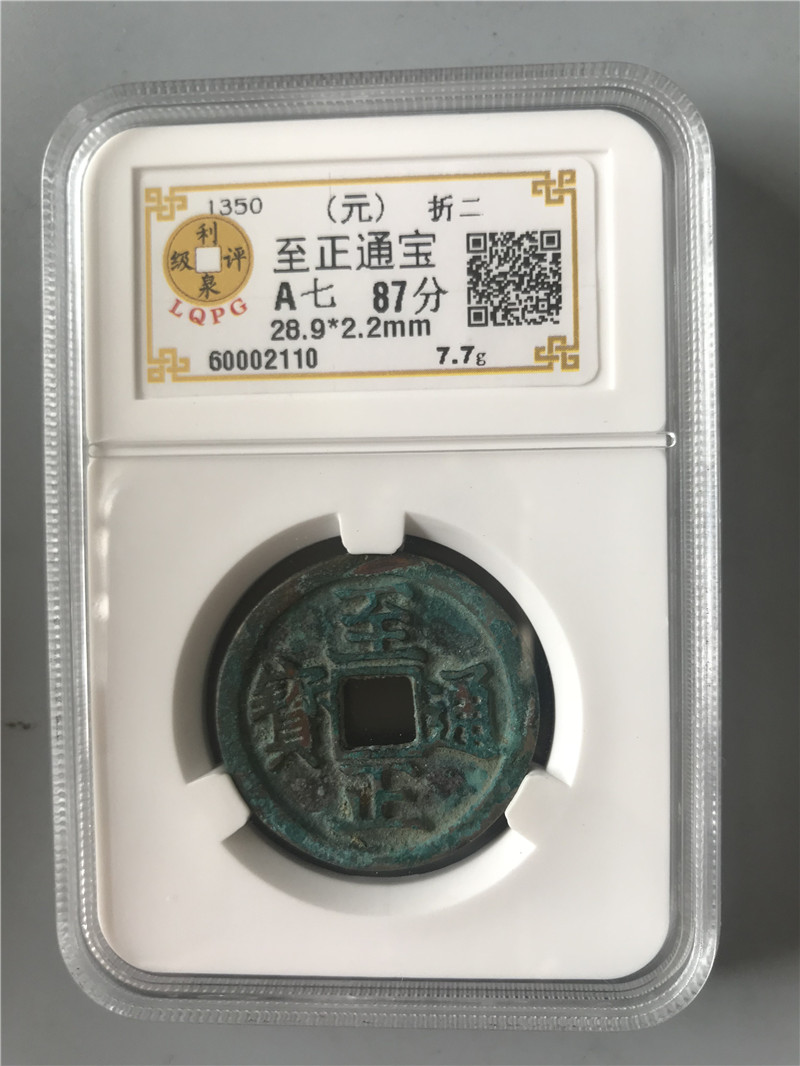 1350 （元） 折二
利泉评级
LQPG
至正通宝
A七 87分
28.9*2.2mm
60002110 7.7g
至正通寳